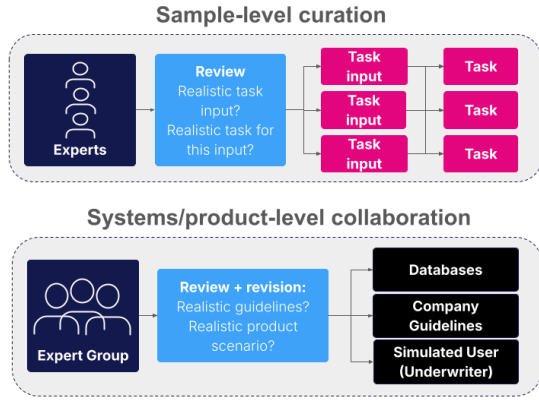 Sample-level curation
Experts
Review
Realistic task
input?
Realistic task for
this input?
Task
input
Task
input
Task
input
Task
Task
Task
Systems/product-level collaboration
Expert Group
Review + revision:
Realistic guidelines?
Realistic product
scenario?
Databases
Company
Guidelines
Simulated User
(Underwriter)